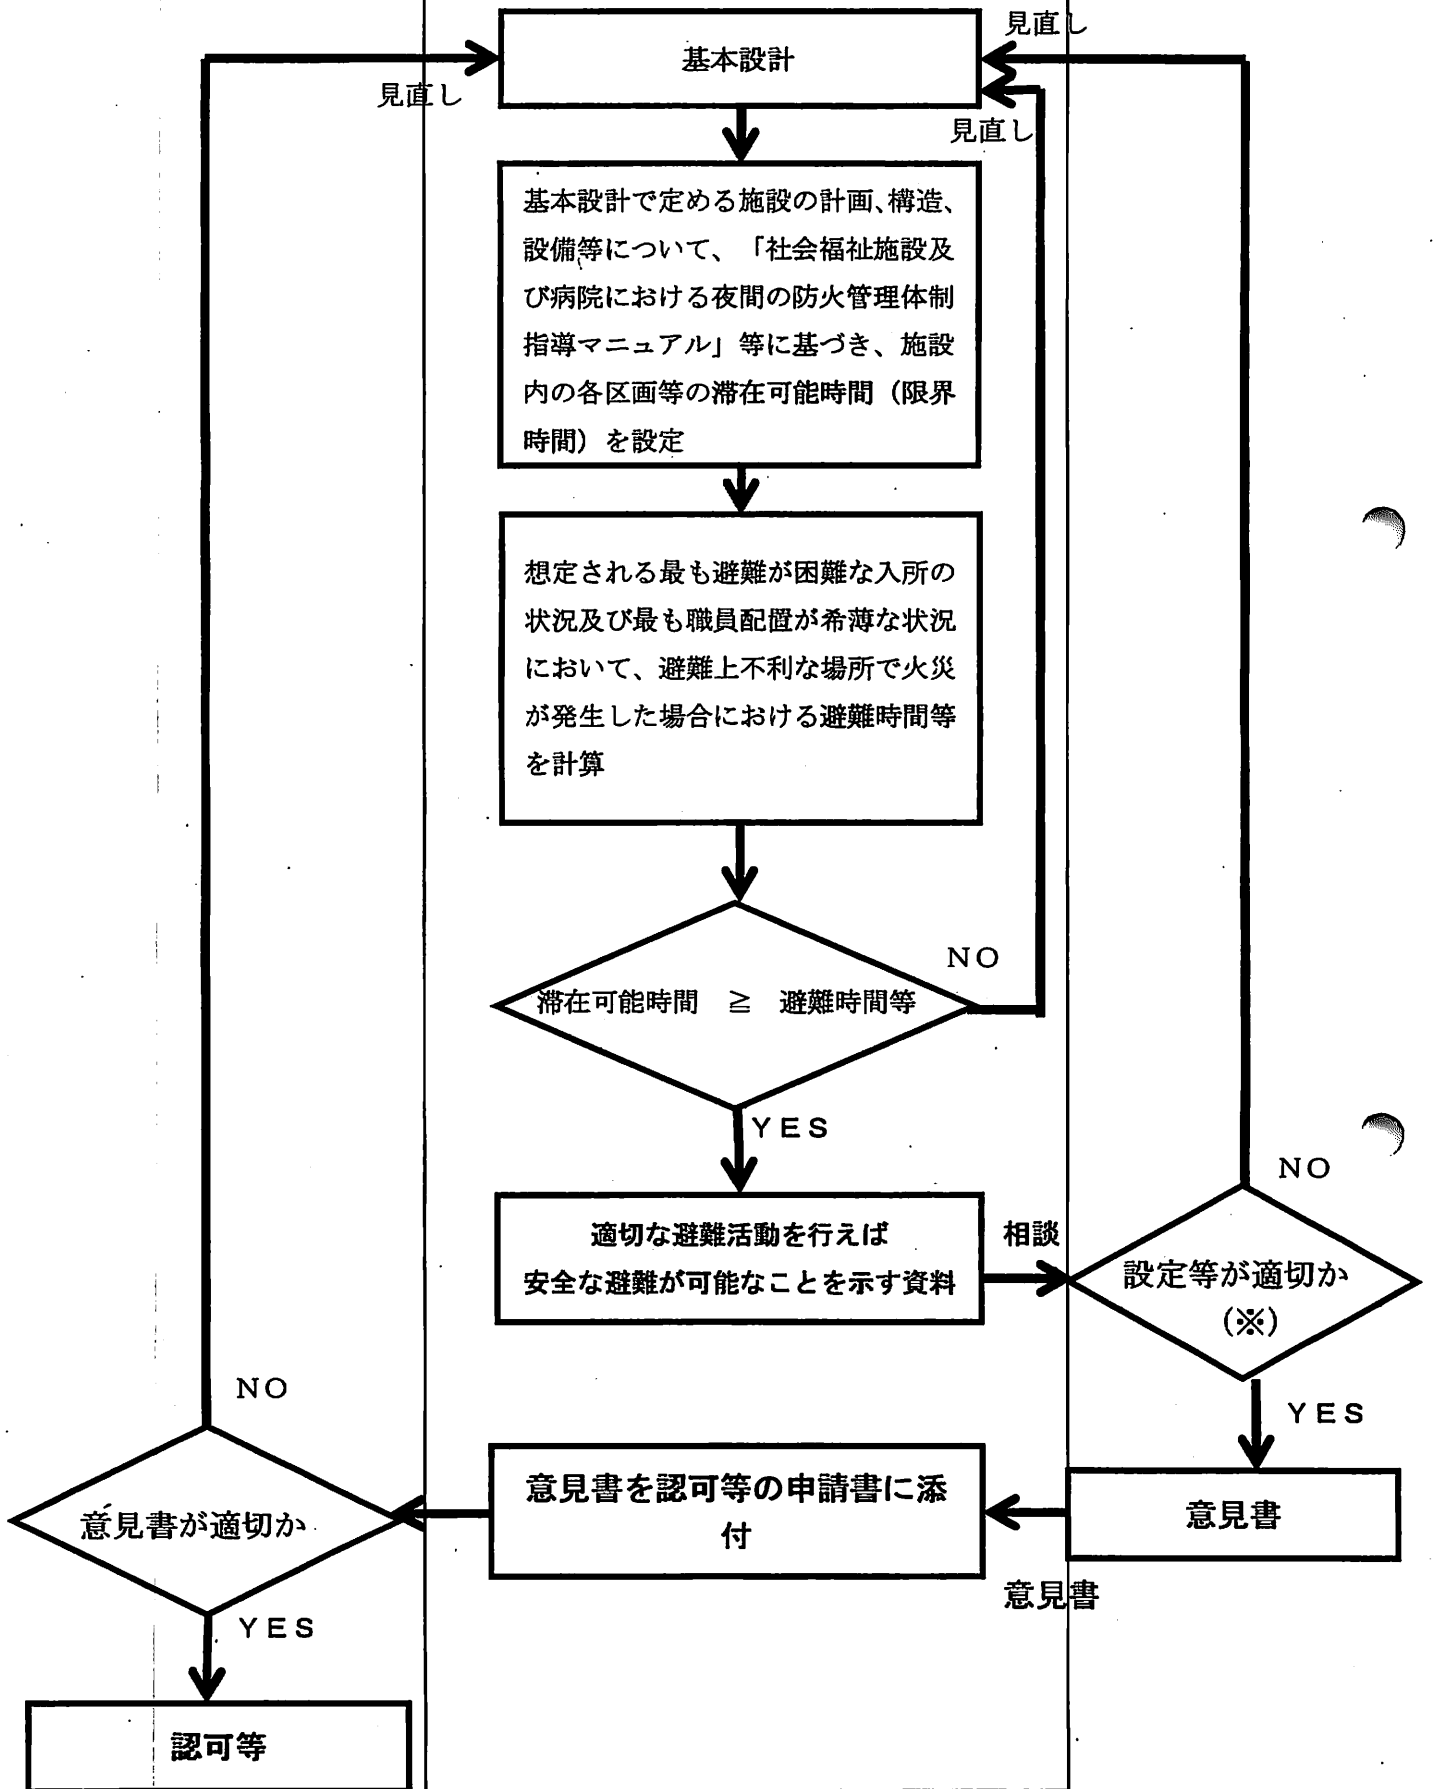 見直し
基本設計
見直し
見直し
基本設計で定める施設の計画、構造、
設備等について、「社会福祉施設及
び病院における夜間の防火管理体制
指導マニュアル」等に基づき、施設
内の各区画等の滞在可能時間（限界
時間）を設定
想定される最も避難が困難な入所の
状況及び最も職員配置が希薄な状況
において、避難上不利な場所で火災
が発生した場合における避難時間等
を計算
NO
滞在可能時間　≧　避難時間等
YES
適切な避難活動を行えば
安全な避難が可能なことを示す資料
相談
NO
設定等が適切か
（※）
YES
NO
意見書を認可等の申請書に添
付
意見書
意見書
意見書が適切か
YES
認可等